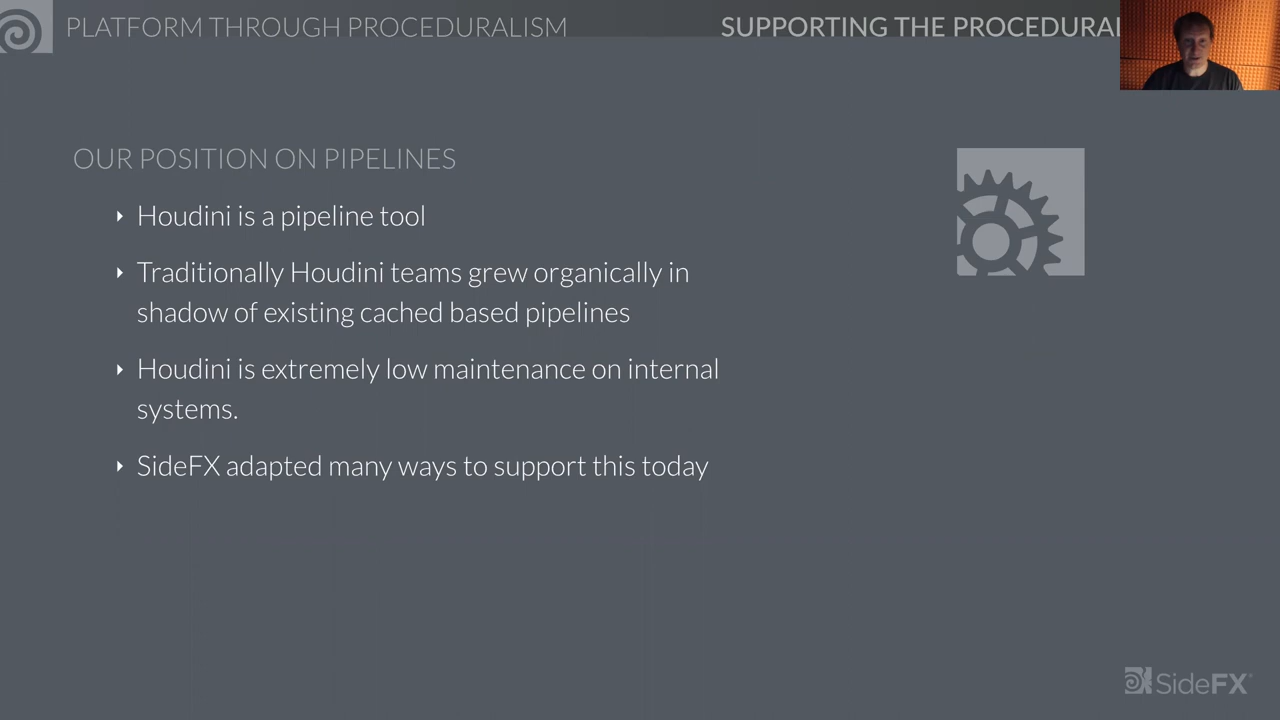 PLATFORM THROUGH PROCEDURALISM
SUPPORTING THE PROCEDURAL
OUR POSITION ON PIPELINES
Houdini is a pipeline tool
Traditionally Houdini teams grew organically in
shadow of existing cached based pipelines
Houdini is extremely low maintenance on internal
systems.
SideFX adapted many ways to support this today
SideFX